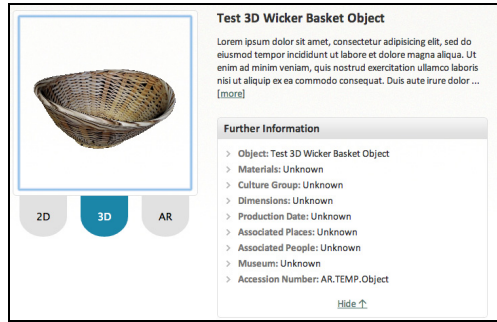 Test 3D Wicker Basket Object
Lorem ipsum dolor sit amet, consectetur adipisicing elit, sed do
eiusmod tempor incididunt ut labore et dolore magna aliqua. Ut
enim ad minim veniam, quis nostrud exercitation ullamco laboris
nisi ut aliquip ex ea commodo consequat. Duis aute irure dolor ...
[more]
Further Information
> Object: Test 3D Wicker Basket Object
> Materials: Unknown
> Culture Group: Unknown
> Dimensions: Unknown
> Production Date: Unknown
> Associated Places: Unknown
> Associated People: Unknown
> Museum: Unknown
> Accession Number: AR.TEMP.Object
Hide ↑
2D
3D
AR